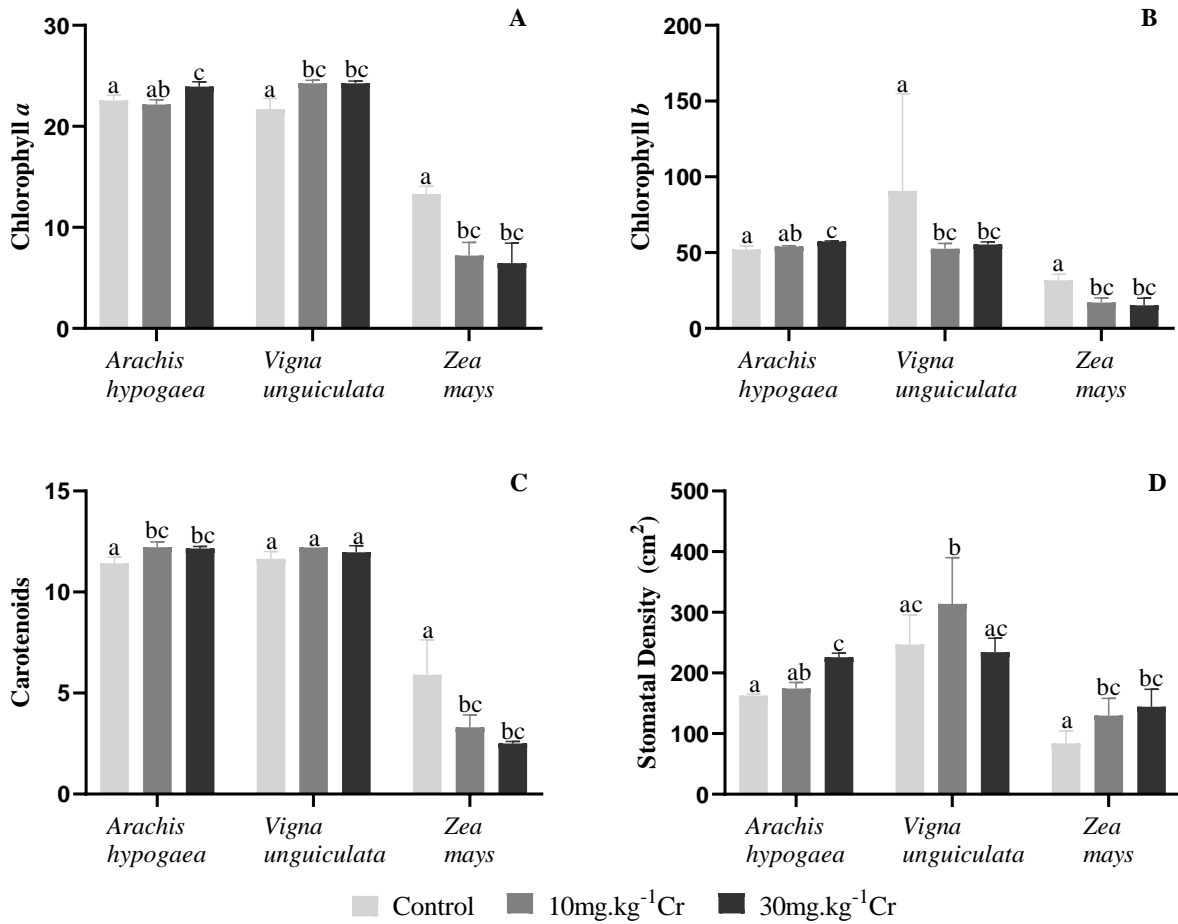 A
Chlorophyll a
30
20
10
0
a ab c a bc bc a bc bc
Arachis hypogaea
Vigna unguiculata
Zea mays
B
Chlorophyll b
200
150
100
50
0
a ab c a bc bc a bc bc
Arachis hypogaea
Vigna unguiculata
Zea mays
C
Carotenoids
15
10
5
0
a bc bc a a a a bc bc
Arachis hypogaea
Vigna unguiculata
Zea mays
D
Stomatal Density (cm²)
500
400
300
200
100
0
a ab c ac b ac a bc bc
Arachis hypogaea
Vigna unguiculata
Zea mays
Control 10mg.kg⁻¹Cr 30mg.kg⁻¹Cr